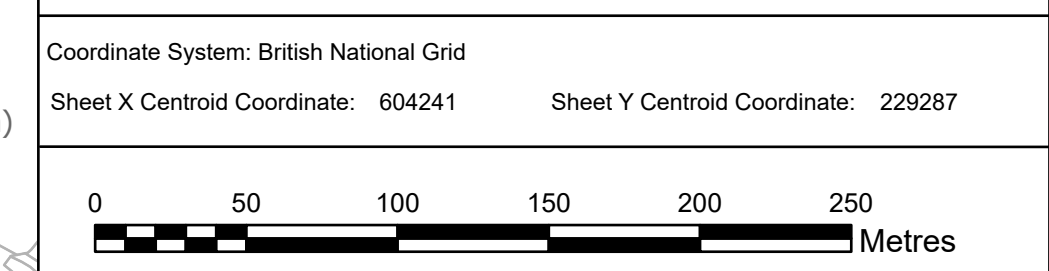 Coordinate System: British National Grid
Sheet X Centroid Coordinate: 604241 Sheet Y Centroid Coordinate: 229287
)
0 50 100 150 200 250
Metres